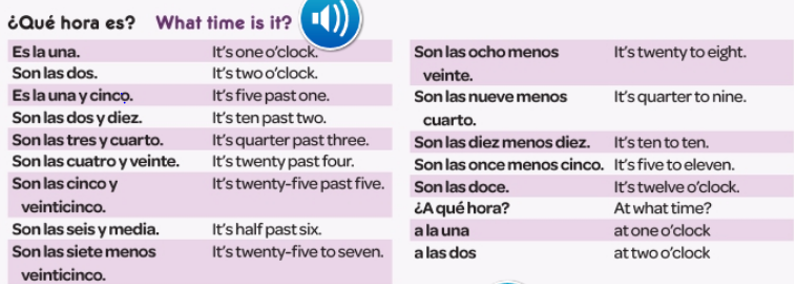 ¿Qué hora es? What time is it?
Es la una. It's one o'clock.
Son las dos. It's two o'clock.
Es la una y cinco. It's five past one.
Son las dos y diez. It's ten past two.
Son las tres y cuarto. It's quarter past three.
Son las cuatro y veinte. It's twenty past four.
Son las cinco y It's twenty-five past five.
veinticinco.
Son las seis y media. It's half past six.
Son las siete menos It's twenty-five to seven.
veinticinco.
Son las ocho menos It's twenty to eight.
veinte.
Son las nueve menos It's quarter to nine.
cuarto.
Son las diez menos diez. It's ten to ten.
Son las once menos cinco. It's five to eleven.
Son las doce. It's twelve o'clock.
¿A qué hora? At what time?
a la una at one o'clock
a las dos at two o'clock